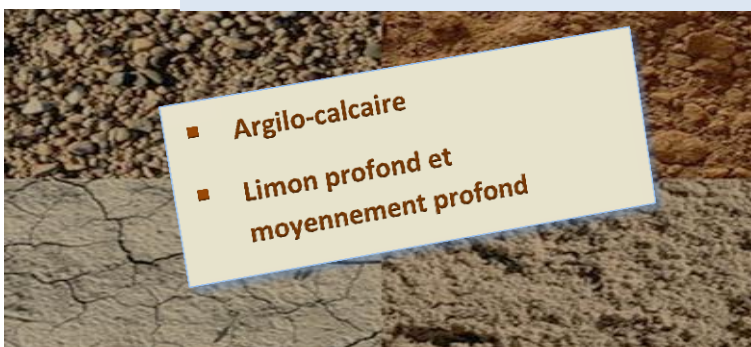 ▪ Argilo-calcaire
▪ Limon profond et
moyennement profond